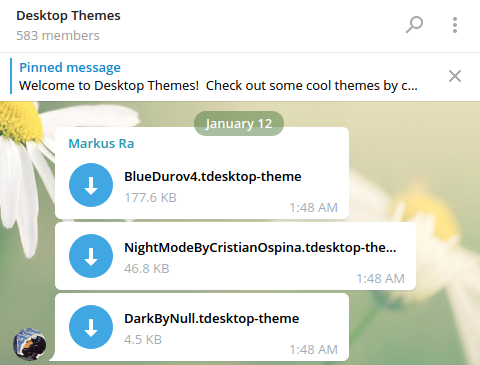 Desktop Themes
583 members
Pinned message
Welcome to Desktop Themes!  Check out some cool themes by c...
January 12
Markus Ra
BlueDurov4.tdesktop-theme
177.6 KB
1:48 AM
NightModeByCristianOspina.tdesktop-the...
46.8 KB
1:48 AM
DarkByNull.tdesktop-theme
4.5 KB
1:48 AM